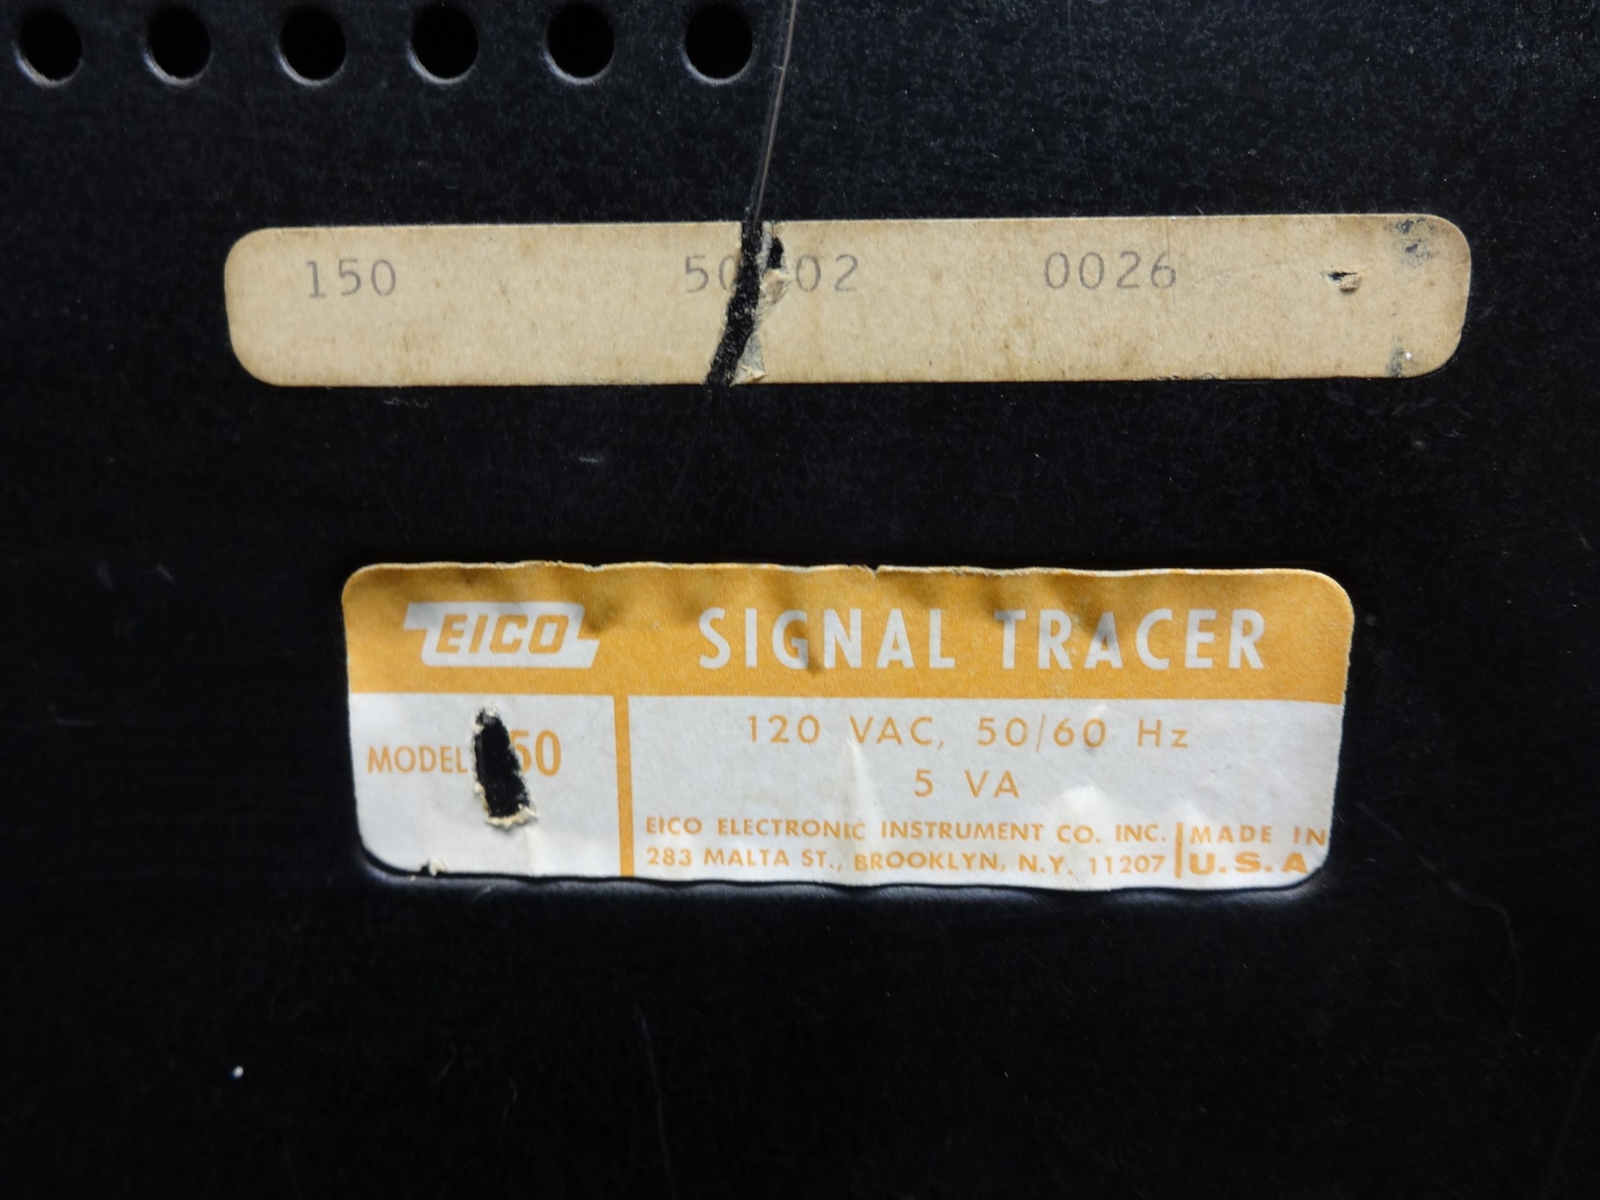 150 0026
EICO SIGNAL TRACER
MODEL
120 VAC, 50/60 Hz
5 VA
EICO ELECTRONIC INSTRUMENT CO. INC. MADE IN
283 MALTA ST., BROOKLYN, N.Y. 11207 U.S.A